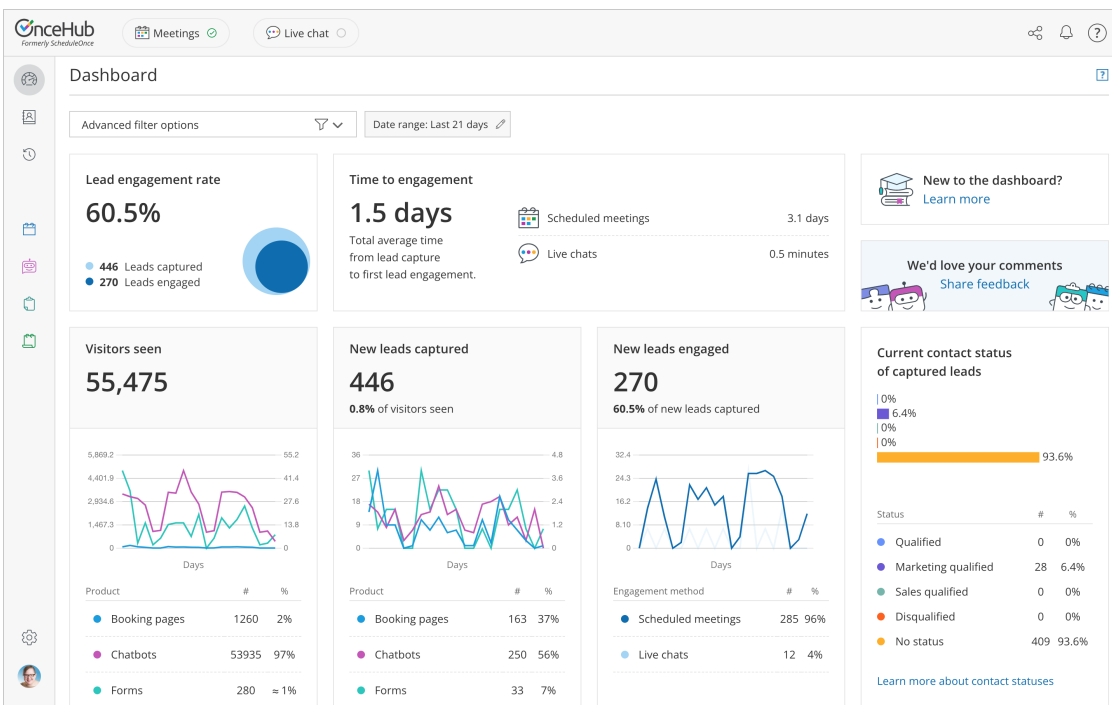 OnceHub
Formerly ScheduleOnce
Meetings
Live chat
?
Dashboard
?
Advanced filter options
Date range: Last 21 days
Lead engagement rate
60.5%
446 Leads captured
270 Leads engaged
Time to engagement
1.5 days
Total average time
from lead capture
to first lead engagement.
Scheduled meetings 3.1 days
Live chats 0.5 minutes
New to the dashboard?
Learn more
We'd love your comments
Share feedback
Visitors seen
55,475
5,869.2 55.2
4,401.9 41.4
2,934.6 27.6
1,467.3 13.8
0 0
Days
Product # %
Booking pages 1260 2%
Chatbots 53935 97%
Forms 280 ≈ 1%
New leads captured
446
0.8% of visitors seen
36 4.8
27 3.6
18 2.4
9 1.2
0 0
Days
Product # %
Booking pages 163 37%
Chatbots 250 56%
Forms 33 7%
New leads engaged
270
60.5% of new leads captured
32.4
24.3
16.2
8.10
0
Days
Engagement method # %
Scheduled meetings 285 96%
Live chats 12 4%
Current contact status
of captured leads
0%
6.4%
0%
0%
93.6%
Status # %
Qualified 0 0%
Marketing qualified 28 6.4%
Sales qualified 0 0%
Disqualified 0 0%
No status 409 93.6%
Learn more about contact statuses